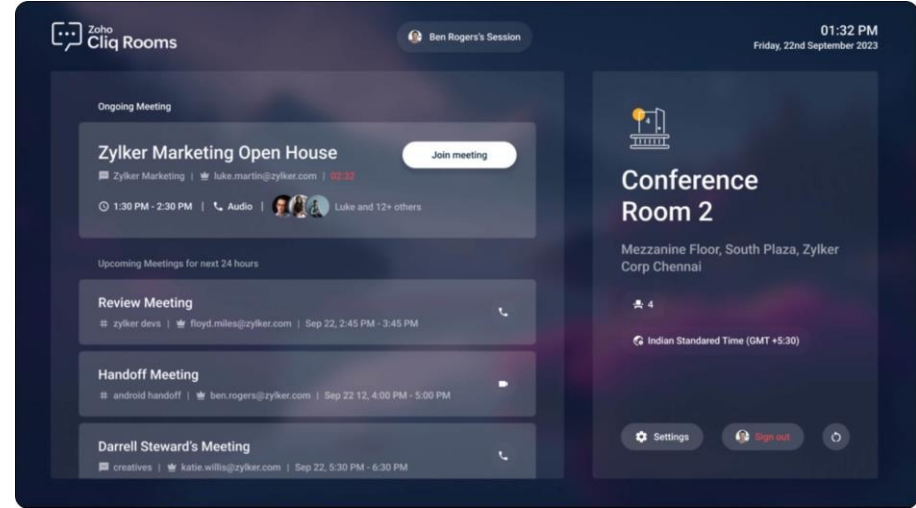 Zoho
Cliq Rooms
Ben Rogers's Session
01:32 PM
Friday, 22nd September 2023
Ongoing Meeting
Zylker Marketing Open House
Join meeting
Zylker Marketing | luke.martin@zylker.com | 02:32
1:30 PM - 2:30 PM | Audio | Luke and 12+ others
Upcoming Meetings for next 24 hours
Review Meeting
# zylker devs | floyd.miles@zylker.com | Sep 22, 2:45 PM - 3:45 PM
Handoff Meeting
# android handoff | ben.rogers@zylker.com | Sep 22 12, 4:00 PM - 5:00 PM
Darrell Steward's Meeting
creatives | katie.willis@zylker.com | Sep 22, 5:30 PM - 6:30 PM
4
Conference
Room 2
Mezzanine Floor, South Plaza, Zylker
Corp Chennai
4
Indian Standared Time (GMT +5:30)
Settings
Sign out